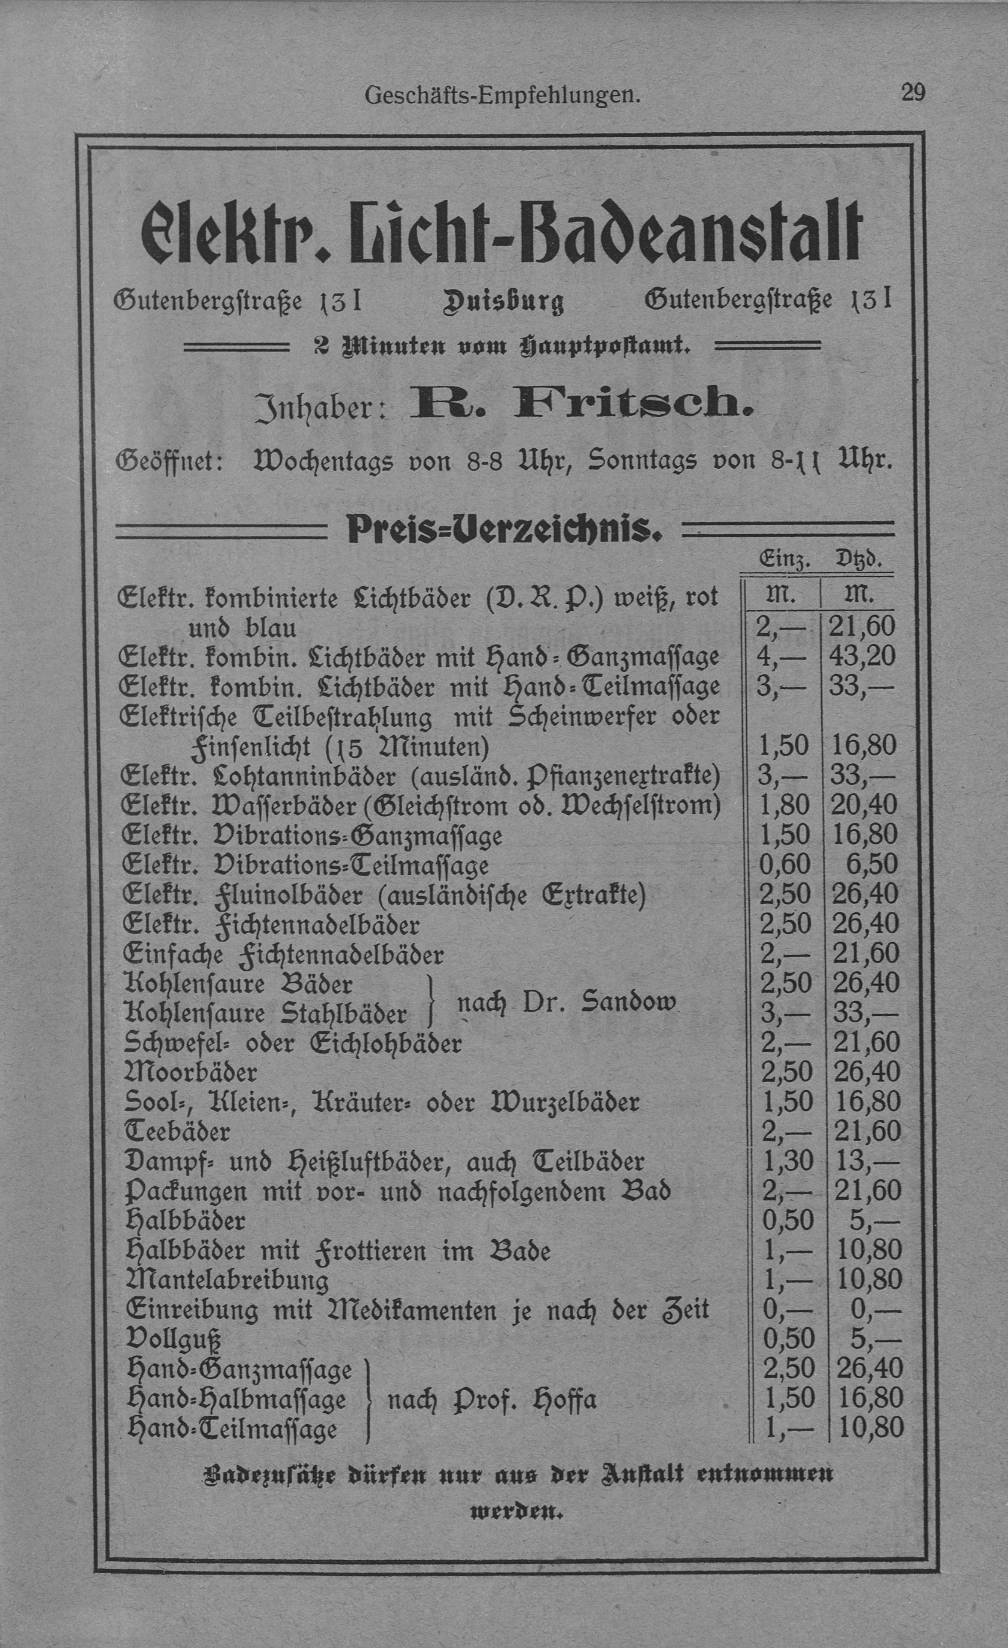 Geschäfts-Empfehlungen. 29
Elektr. Licht-Badeanstalt
Gutenbergstraße 13 I Duisburg Gutenbergstraße 13 I
2 Minuten vom Hauptpostamt.
Inhaber: R. Fritsch.
Geöffnet: Wochentags von 8-8 Uhr, Sonntags von 8-11 Uhr.
Preis=Verzeichnis.
Einz. Dtzd.
Elektr. kombinierte Lichtbäder (D. R. P.) weiß, rot M. M.
und blau 2,— 21,60
Elektr. kombin. Lichtbäder mit Hand=Ganzmassage 4,— 43,20
Elektr. kombin. Lichtbäder mit Hand=Teilmassage 3,— 33,—
Elektrische Teilbestrahlung mit Scheinwerfer oder
Finsenlicht (15 Minuten) 1,50 16,80
Elektr. Lohtanninbäder (ausländ. Pflanzenextrakte) 3,— 33,—
Elektr. Wasserbäder (Gleichstrom od. Wechselstrom) 1,80 20,40
Elektr. Vibrations=Ganzmassage 1,50 16,80
Elektr. Vibrations=Teilmassage 0,60 6,50
Elektr. Fluinolbäder (ausländische Extrakte) 2,50 26,40
Elektr. Fichtennadelbäder 2,50 26,40
Einfache Fichtennadelbäder 2,— 21,60
Kohlensaure Bäder 2,50 26,40
nach Dr. Sandow
Kohlensaure Stahlbäder 3,— 33,—
Schwefel= oder Eichlohbäder 2,— 21,60
Moorbäder 2,50 26,40
Sool=, Kleien=, Kräuter= oder Wurzelbäder 1,50 16,80
Teebäder 2,— 21,60
Dampf= und Heißluftbäder, auch Teilbäder 1,30 13,—
Packungen mit vor- und nachfolgendem Bad 2,— 21,60
Halbbäder 0,50 5,—
Halbbäder mit Frottieren im Bade 1,— 10,80
Mantelabreibung 1,— 10,80
Einreibung mit Medikamenten je nach der Zeit 0,— 0,—
Vollguß 0,50 5,—
Hand=Ganzmassage 2,50 26,40
Hand=Halbmassage nach Prof. Hoffa 1,50 16,80
Hand=Teilmassage 1,— 10,80
Badezusätze dürfen nur aus der Anstalt entnommen
werden.